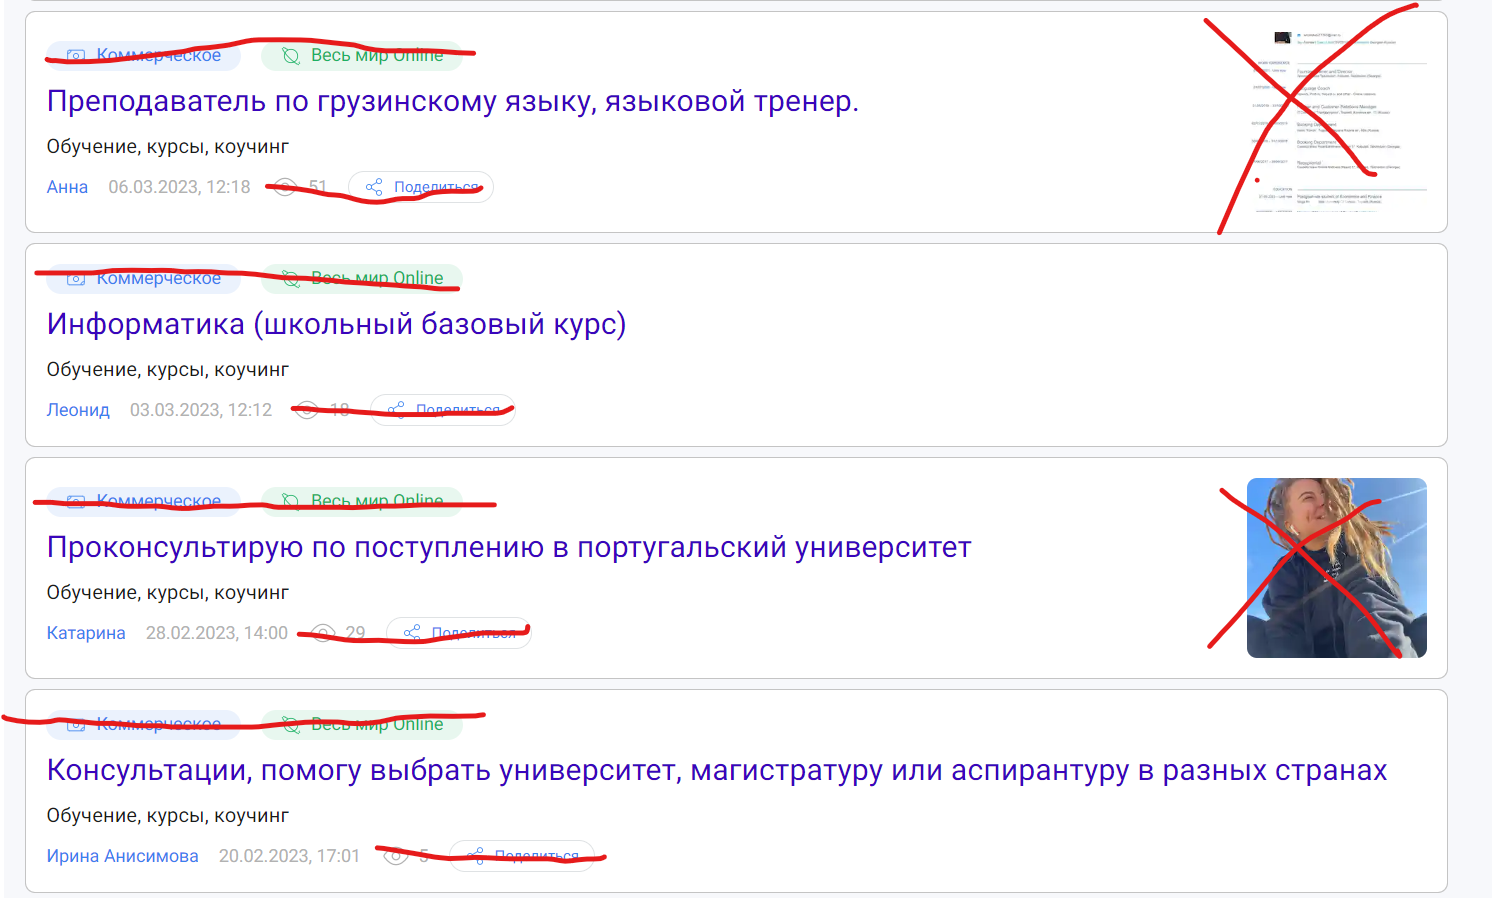 Коммерческое Весь мир Online
Преподаватель по грузинскому языку, языковой тренер.
Обучение, курсы, коучинг
Анна 06.03.2023, 12:18 51 Поделиться
Коммерческое Весь мир Online
Информатика (школьный базовый курс)
Обучение, курсы, коучинг
Леонид 03.03.2023, 12:12 18 Поделиться
Коммерческое Весь мир Online
Проконсультирую по поступлению в португальский университет
Обучение, курсы, коучинг
Катарина 28.02.2023, 14:00 29 Поделиться
Коммерческое Весь мир Online
Консультации, помогу выбрать университет, магистратуру или аспирантуру в разных странах
Обучение, курсы, коучинг
Ирина Анисимова 20.02.2023, 17:01 5 Поделиться